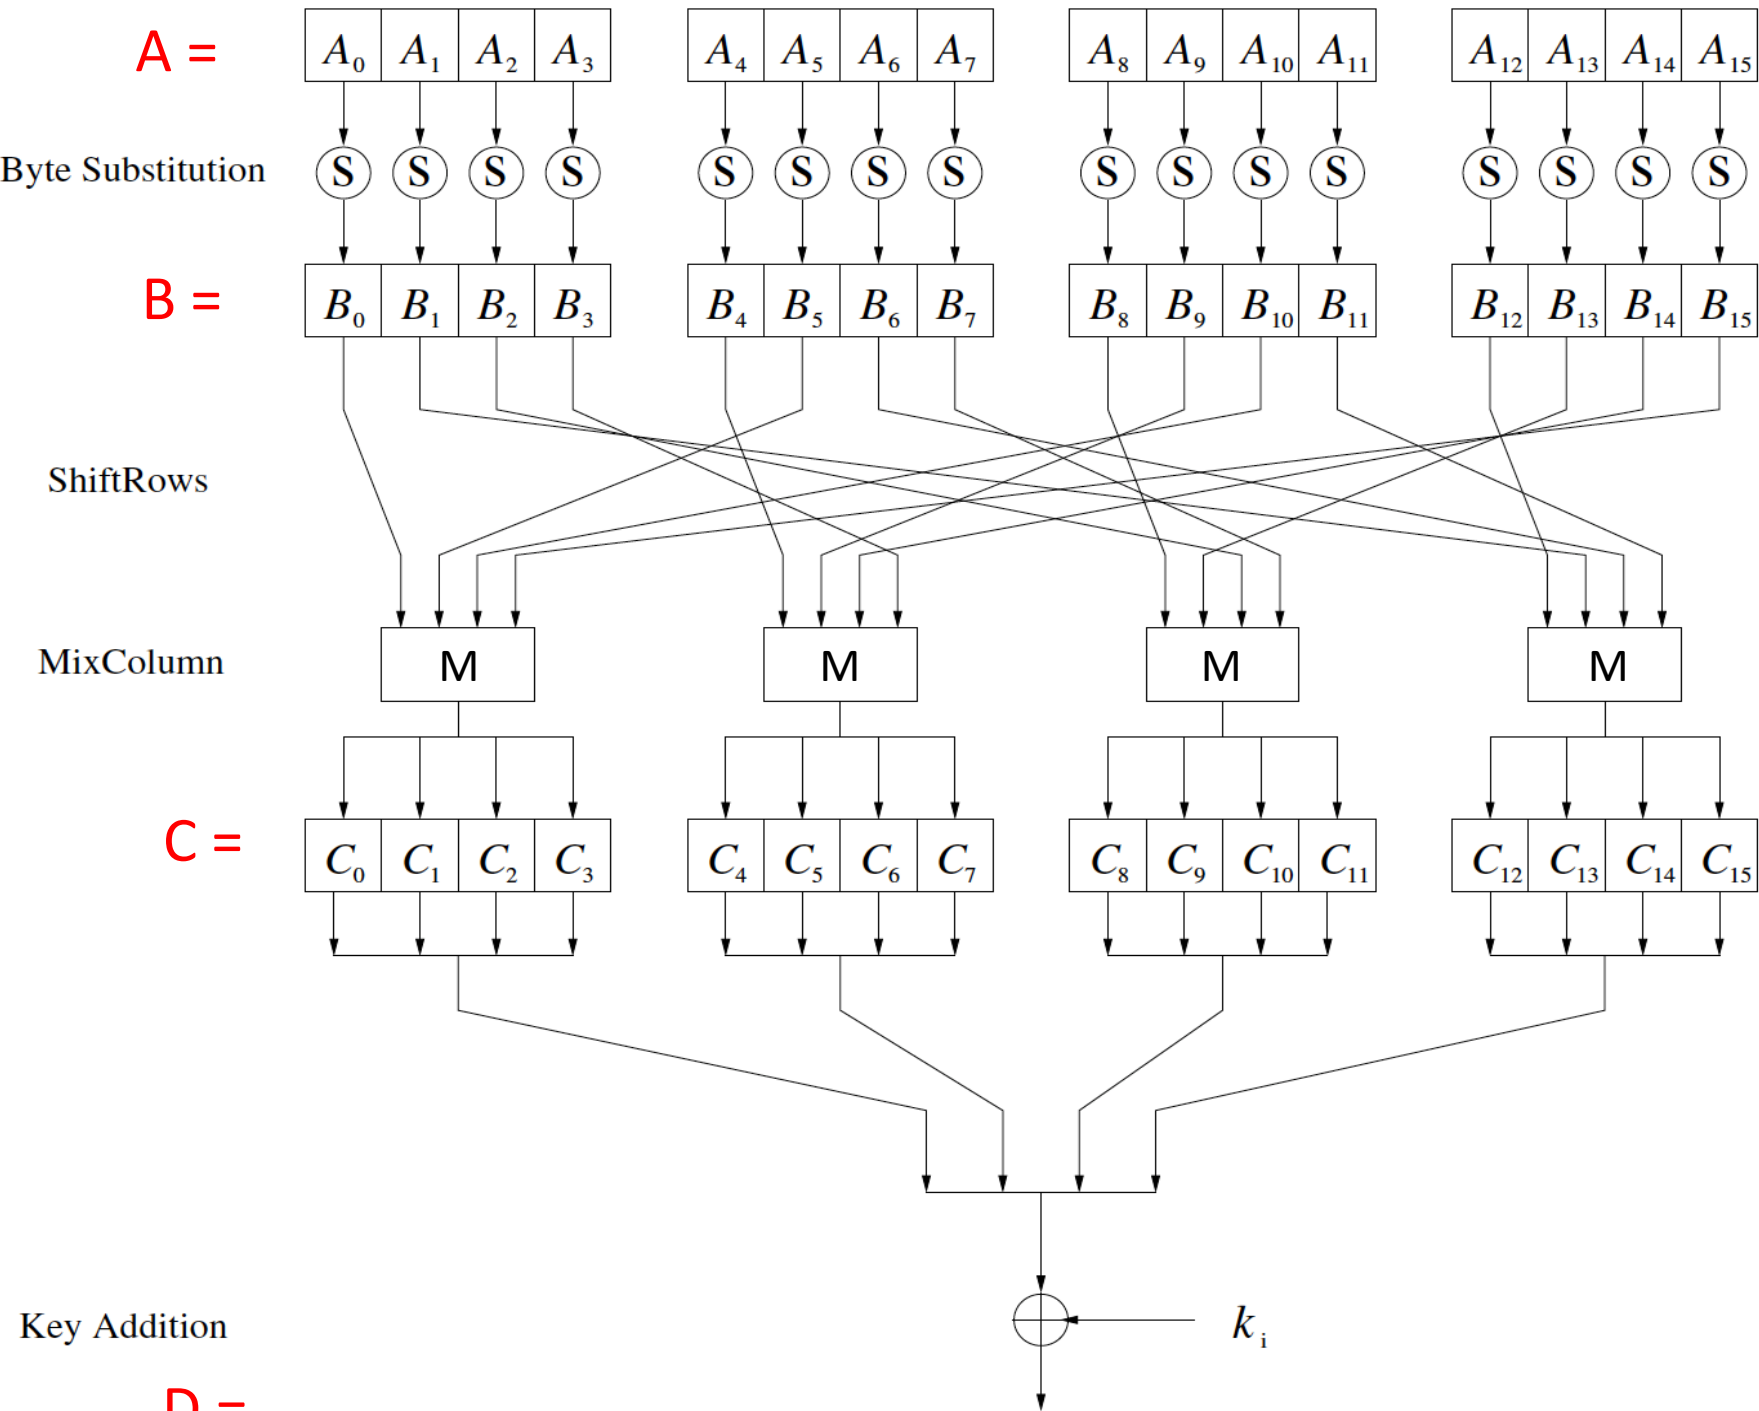 A = A₀ A₁ A₂ A₃ A₄ A₅ A₆ A₇ A₈ A₉ A₁₀ A₁₁ A₁₂ A₁₃ A₁₄ A₁₅
Byte Substitution S S S S S S S S S S S S S S S S
B = B₀ B₁ B₂ B₃ B₄ B₅ B₆ B₇ B₈ B₉ B₁₀ B₁₁ B₁₂ B₁₃ B₁₄ B₁₅
ShiftRows
MixColumn M M M M
C = C₀ C₁ C₂ C₃ C₄ C₅ C₆ C₇ C₈ C₉ C₁₀ C₁₁ C₁₂ C₁₃ C₁₄ C₁₅
Key Addition kᵢ
D =